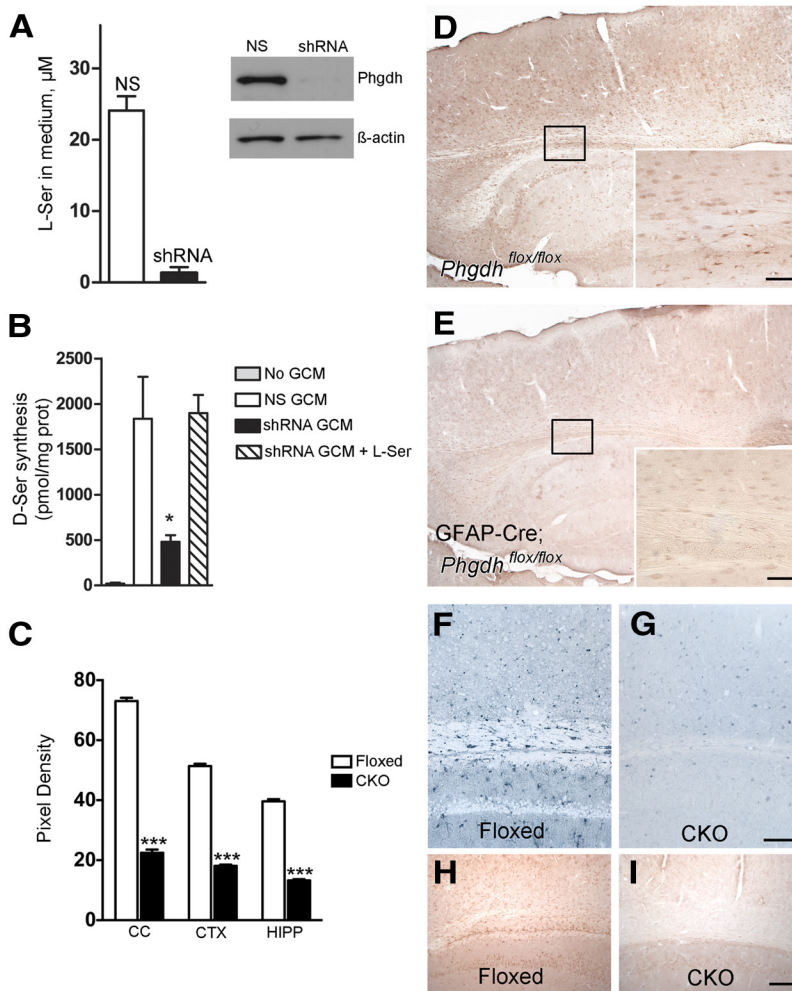 A
L-Ser in medium, µM
30
20
10
0
NS
shRNA
NS shRNA
Phgdh
ß-actin
B
D-Ser synthesis
(pmol/mg prot)
2500
2000
1500
1000
500
0
*
No GCM
NS GCM
shRNA GCM
shRNA GCM + L-Ser
C
Pixel Density
80
60
40
20
0
***
***
***
CC CTX HIPP
Floxed
CKO
D
Phgdh flox/flox
E
GFAP-Cre;
Phgdh flox/flox
F
Floxed
G
CKO
H
Floxed
I
CKO